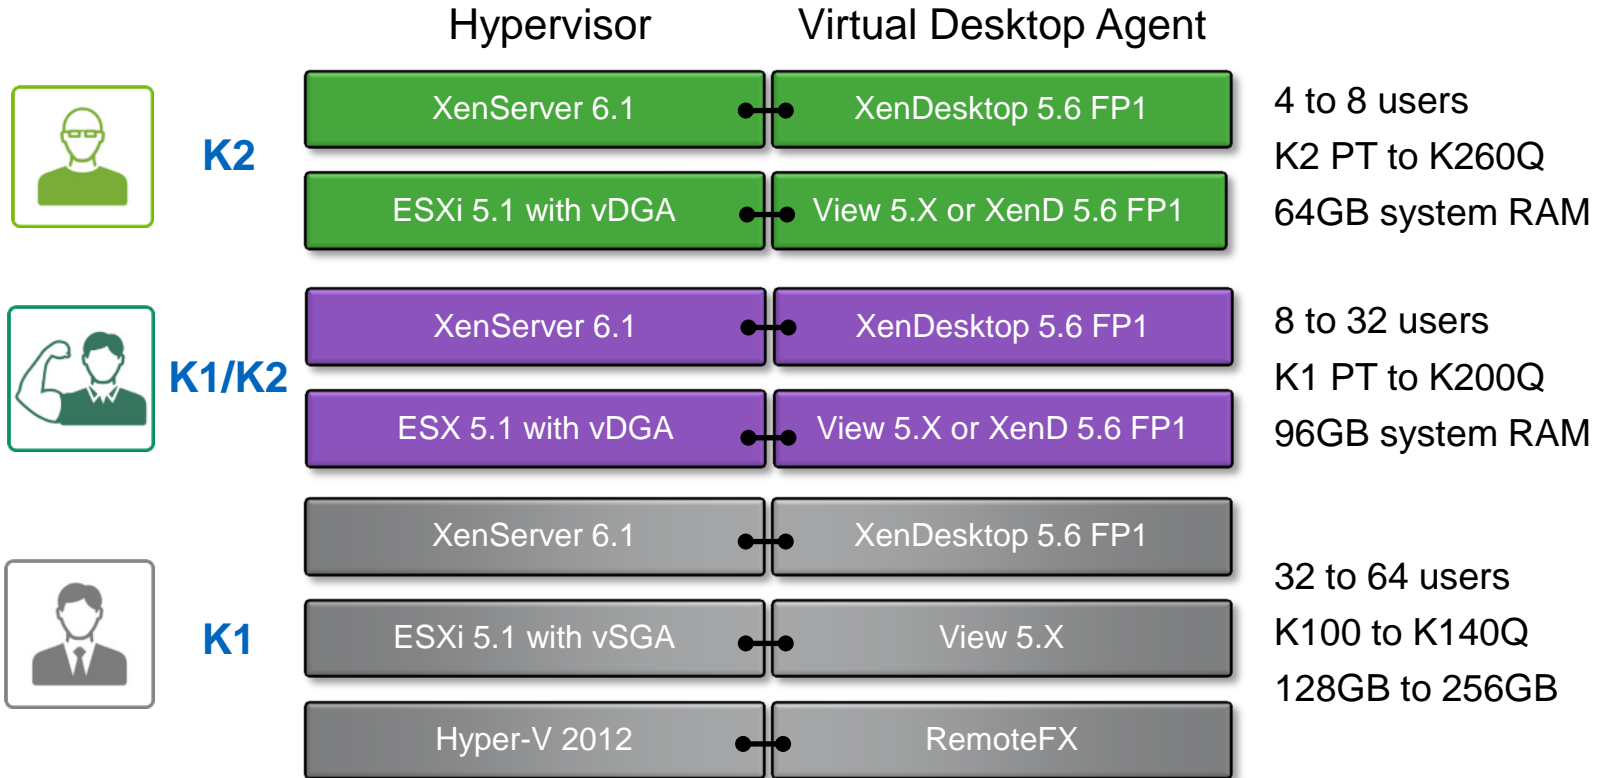 Hypervisor Virtual Desktop Agent
K2
XenServer 6.1 XenDesktop 5.6 FP1
ESXi 5.1 with vDGA View 5.X or XenD 5.6 FP1
4 to 8 users
K2 PT to K260Q
64GB system RAM
K1/K2
XenServer 6.1 XenDesktop 5.6 FP1
ESX 5.1 with vDGA View 5.X or XenD 5.6 FP1
8 to 32 users
K1 PT to K200Q
96GB system RAM
K1
XenServer 6.1 XenDesktop 5.6 FP1
ESXi 5.1 with vSGA View 5.X
Hyper-V 2012 RemoteFX
32 to 64 users
K100 to K140Q
128GB to 256GB